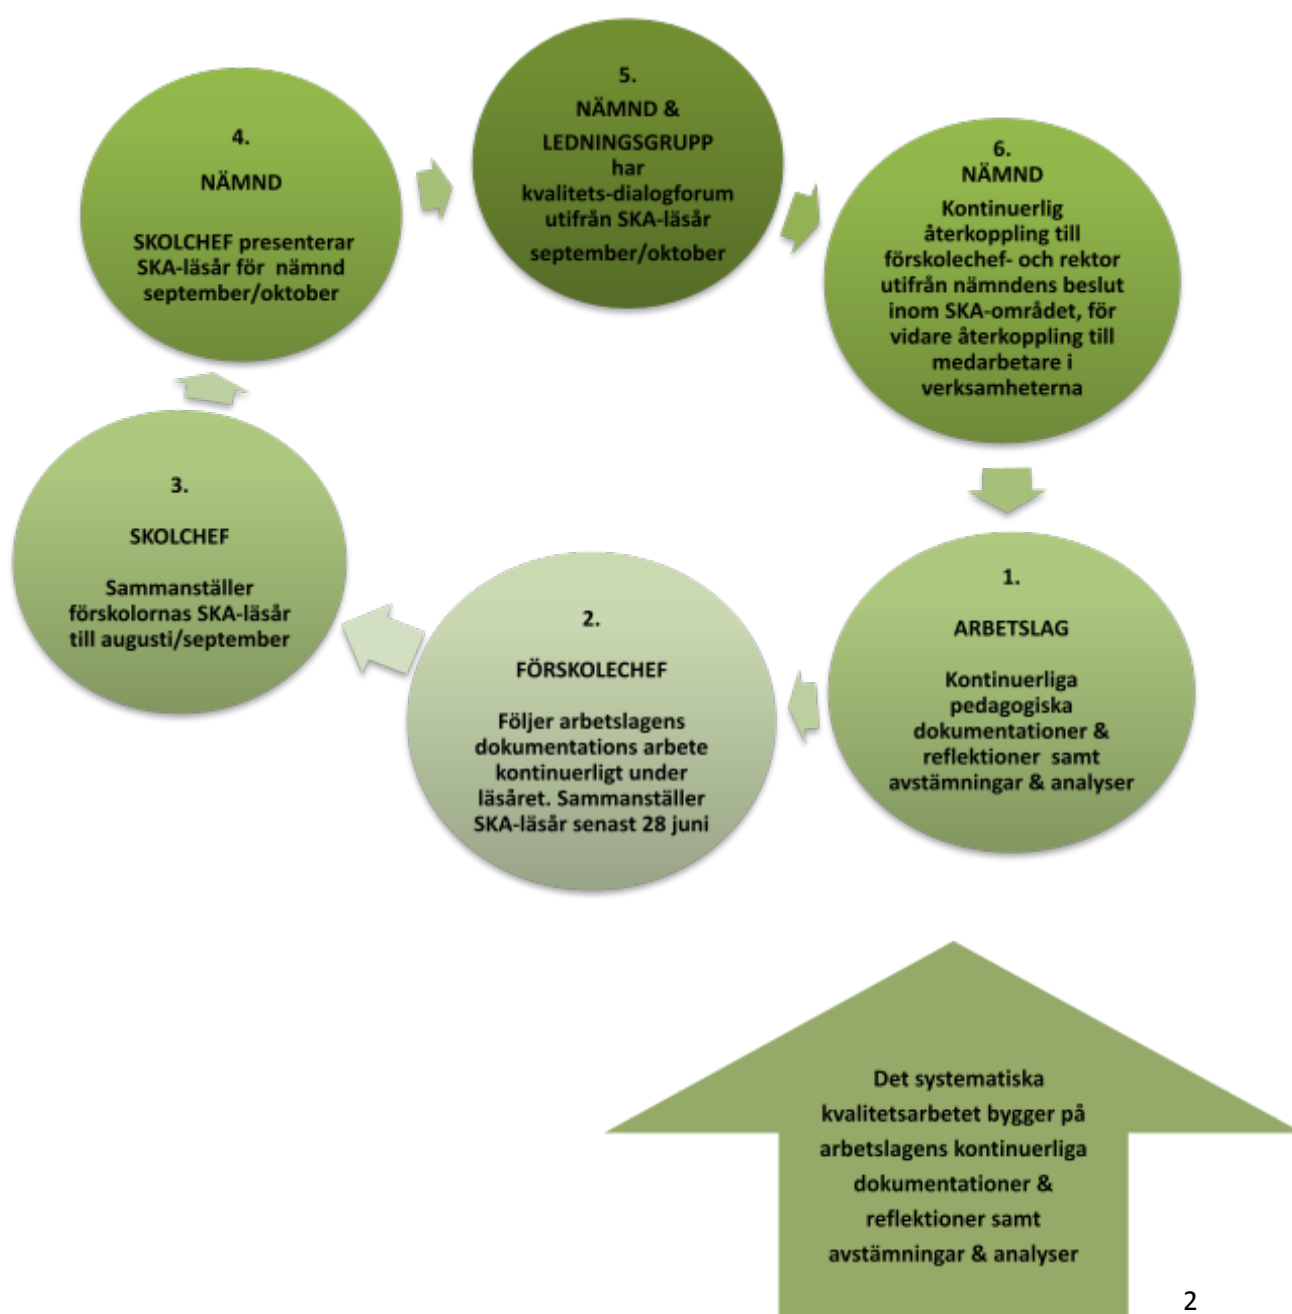 5.
NÄMND &
LEDNINGSGRUPP
har
kvalitets-dialogforum
utifrån SKA-läsår
september/oktober
4.
NÄMND
SKOLCHEF presenterar
SKA-läsår för nämnd
september/oktober
6.
NÄMND
Kontinuerlig
återkoppling till
förskolechef- och rektor
utifrån nämndens beslut
inom SKA-området, för
vidare återkoppling till
medarbetare i
verksamheterna
3.
SKOLCHEF
Sammanställer
förskolornas SKA-läsår
till augusti/september
2.
FÖRSKOLECHEF
Följer arbetslagens
dokumentations arbete
kontinuerligt under
läsåret. Sammanställer
SKA-läsår senast 28 juni
1.
ARBETSLAG
Kontinuerliga
pedagogiska
dokumentationer &
reflektioner samt
avstämningar & analyser
Det systematiska
kvalitetsarbetet bygger på
arbetslagens kontinuerliga
dokumentationer &
reflektioner samt
avstämningar & analyser
2